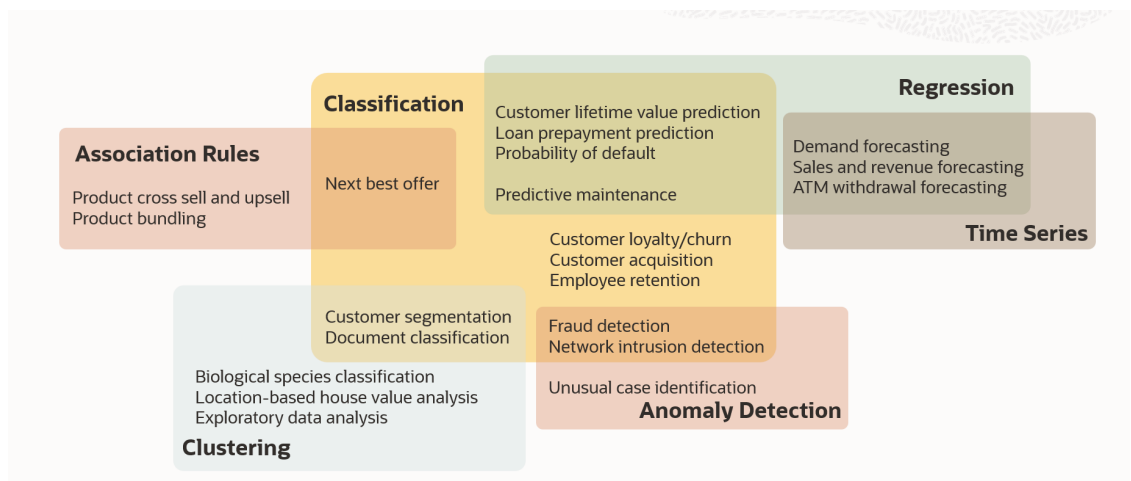 Classification
Regression
Association Rules
Customer lifetime value prediction
Loan prepayment prediction
Probability of default
Demand forecasting
Sales and revenue forecasting
ATM withdrawal forecasting
Product cross sell and upsell
Product bundling
Next best offer
Predictive maintenance
Time Series
Customer loyalty/churn
Customer acquisition
Employee retention
Customer segmentation
Document classification
Fraud detection
Network intrusion detection
Biological species classification
Location-based house value analysis
Exploratory data analysis
Unusual case identification
Anomaly Detection
Clustering